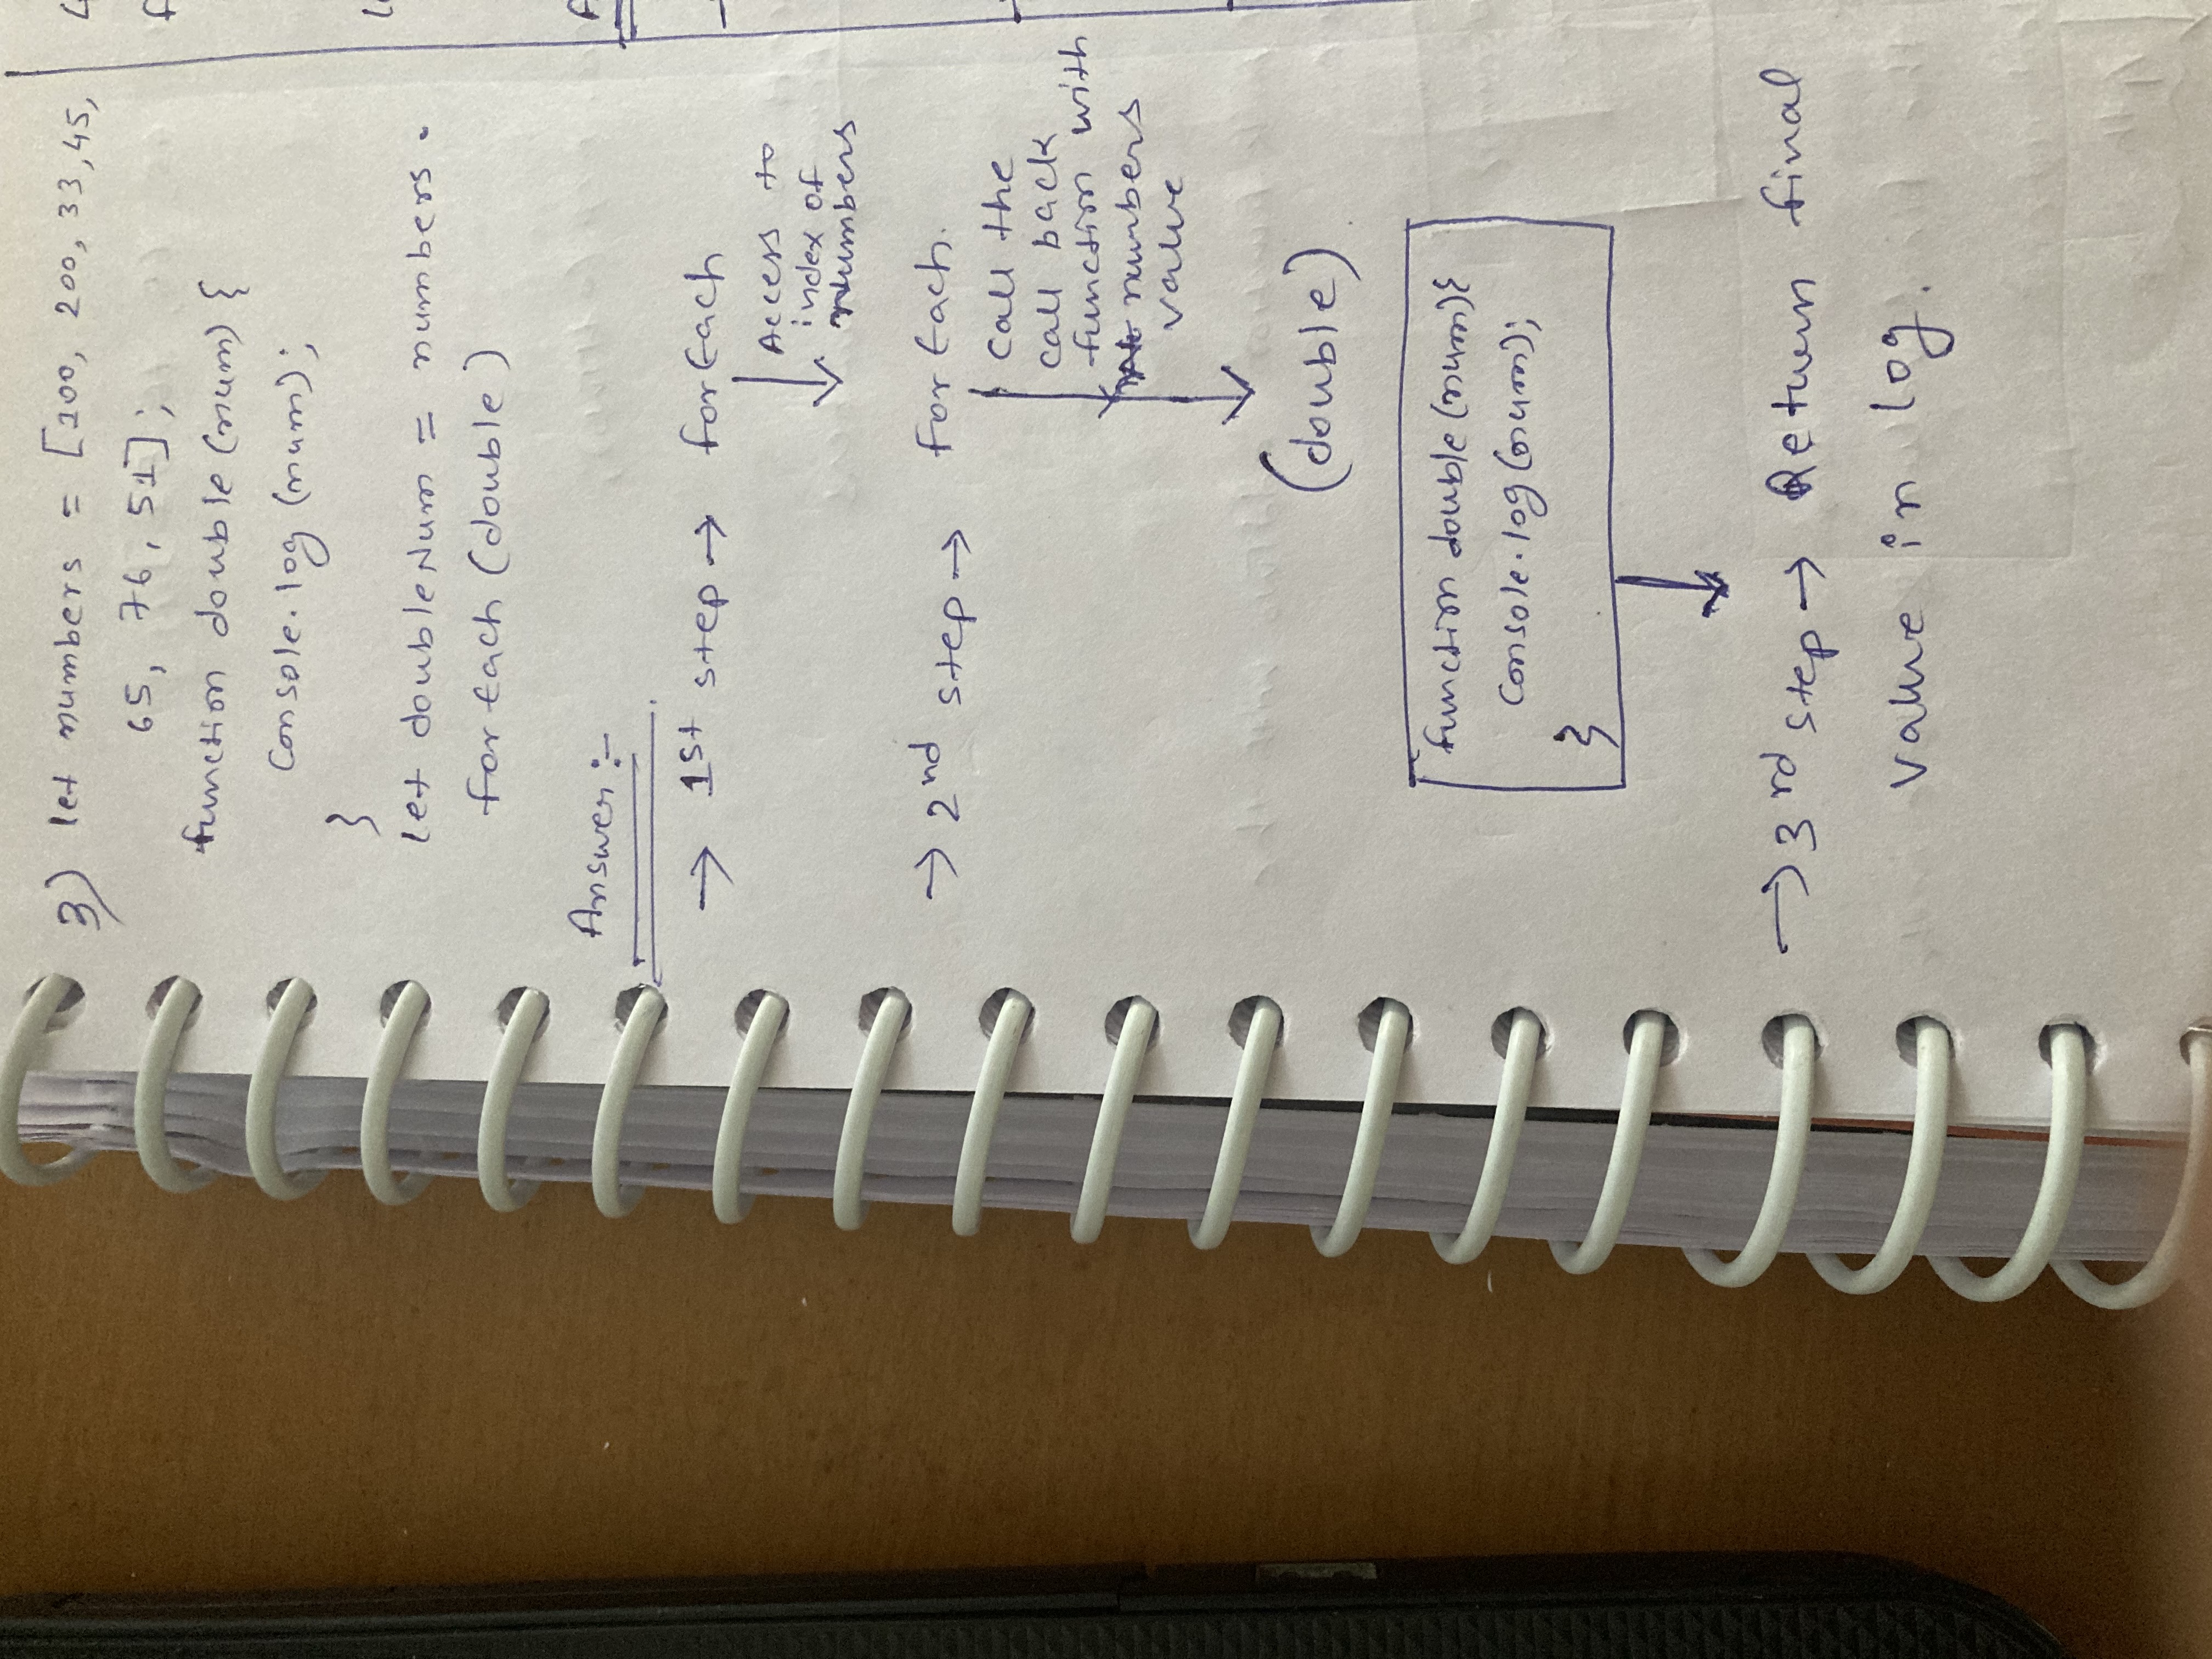 3) let numbers = [100, 200, 33, 45,
65, 76, 51];
function double (num) {
Console.log (num);
}
let doubleNum = numbers.
forEach (double)
Answer :-
→ 1st step → forEach
Access to
index of
Numbers
→ 2nd step → forEach.
Call the
call back
function with
numbers
value
(double)
function double (num){
Console.log (num);
}
→ 3rd step → Return final
value in log.